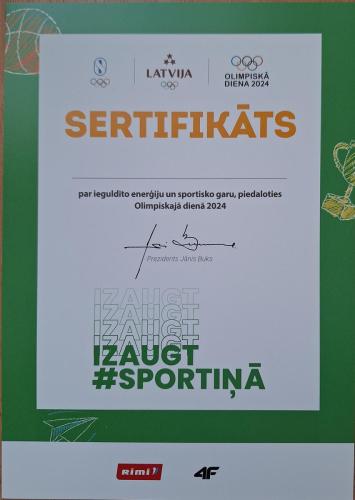 LATVIJA
OLIMPISKĀ
DIENA 2024
SERTIFIKĀTS
par ieguldīto enerģiju un sportisko garu, piedaloties
Olimpiskajā dienā 2024
Prezidents Jānis Buks
IZAUGT
IZAUGT
IZAUGT
IZAUGT
IZAUGT
#SPORTIŅĀ
RIMI
4F